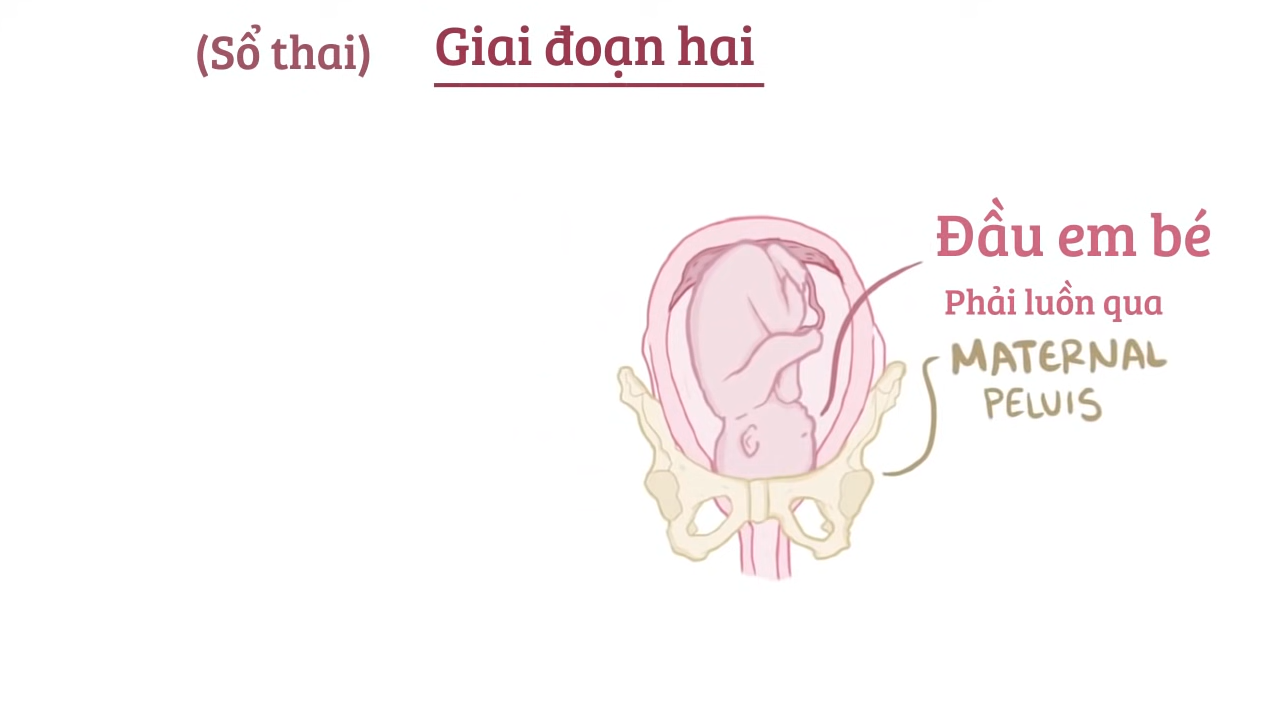 (Sổ thai) Giai đoạn hai
Đầu em bé
Phải luồn qua
MATERNAL
PELVIS